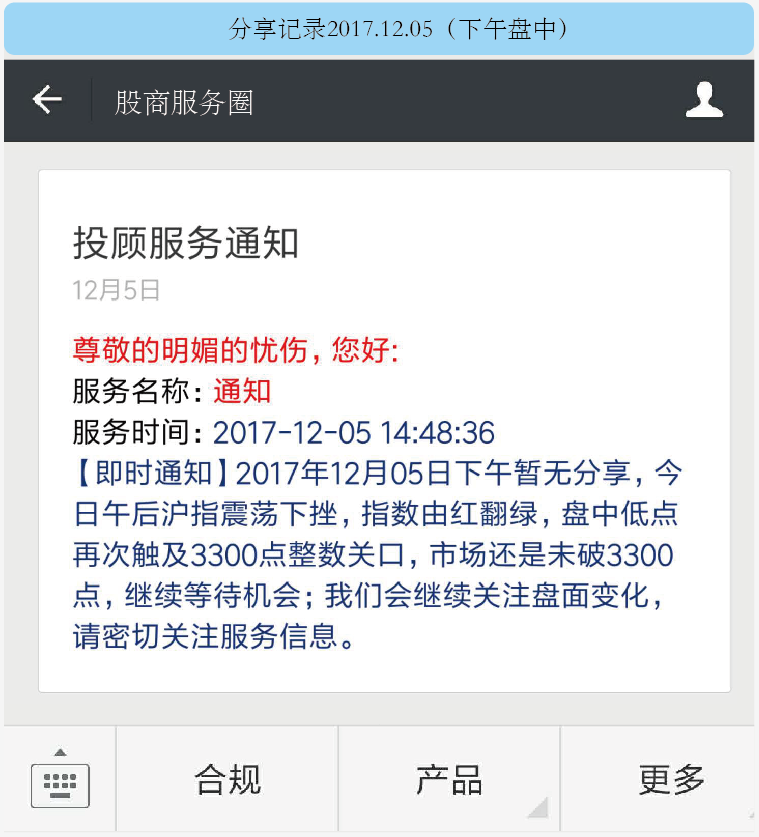 分享记录2017.12.05（下午盘中）
股商服务圈
投顾服务通知
12月5日
尊敬的明媚的忧伤，您好:
服务名称：通知
服务时间：2017-12-05 14:48:36
【即时通知】2017年12月05日下午暂无分享，今
日午后沪指震荡下挫，指数由红翻绿，盘中低点
再次触及3300点整数关口，市场还是未破3300
点，继续等待机会；我们会继续关注盘面变化，
请密切关注服务信息。
合规
产品
更多